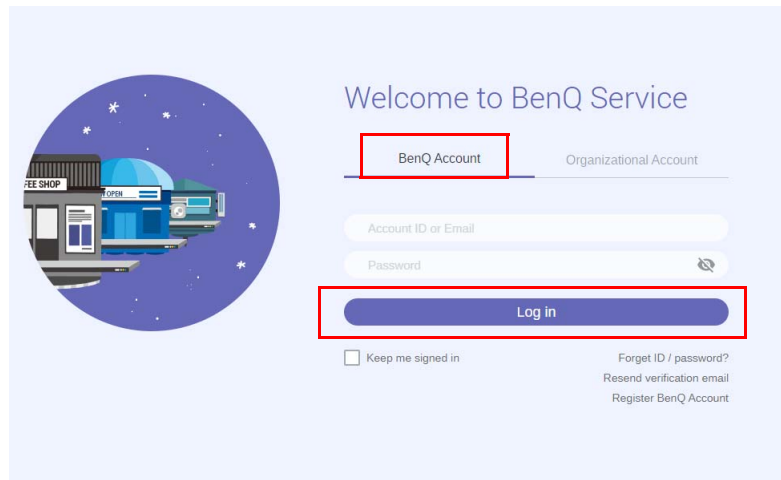 Welcome to BenQ Service
BenQ Account
Organizational Account
FEE SHOP
OPEN
Account ID or Email
Password
Log in
Keep me signed in
Forget ID / password?
Resend verification email
Register BenQ Account